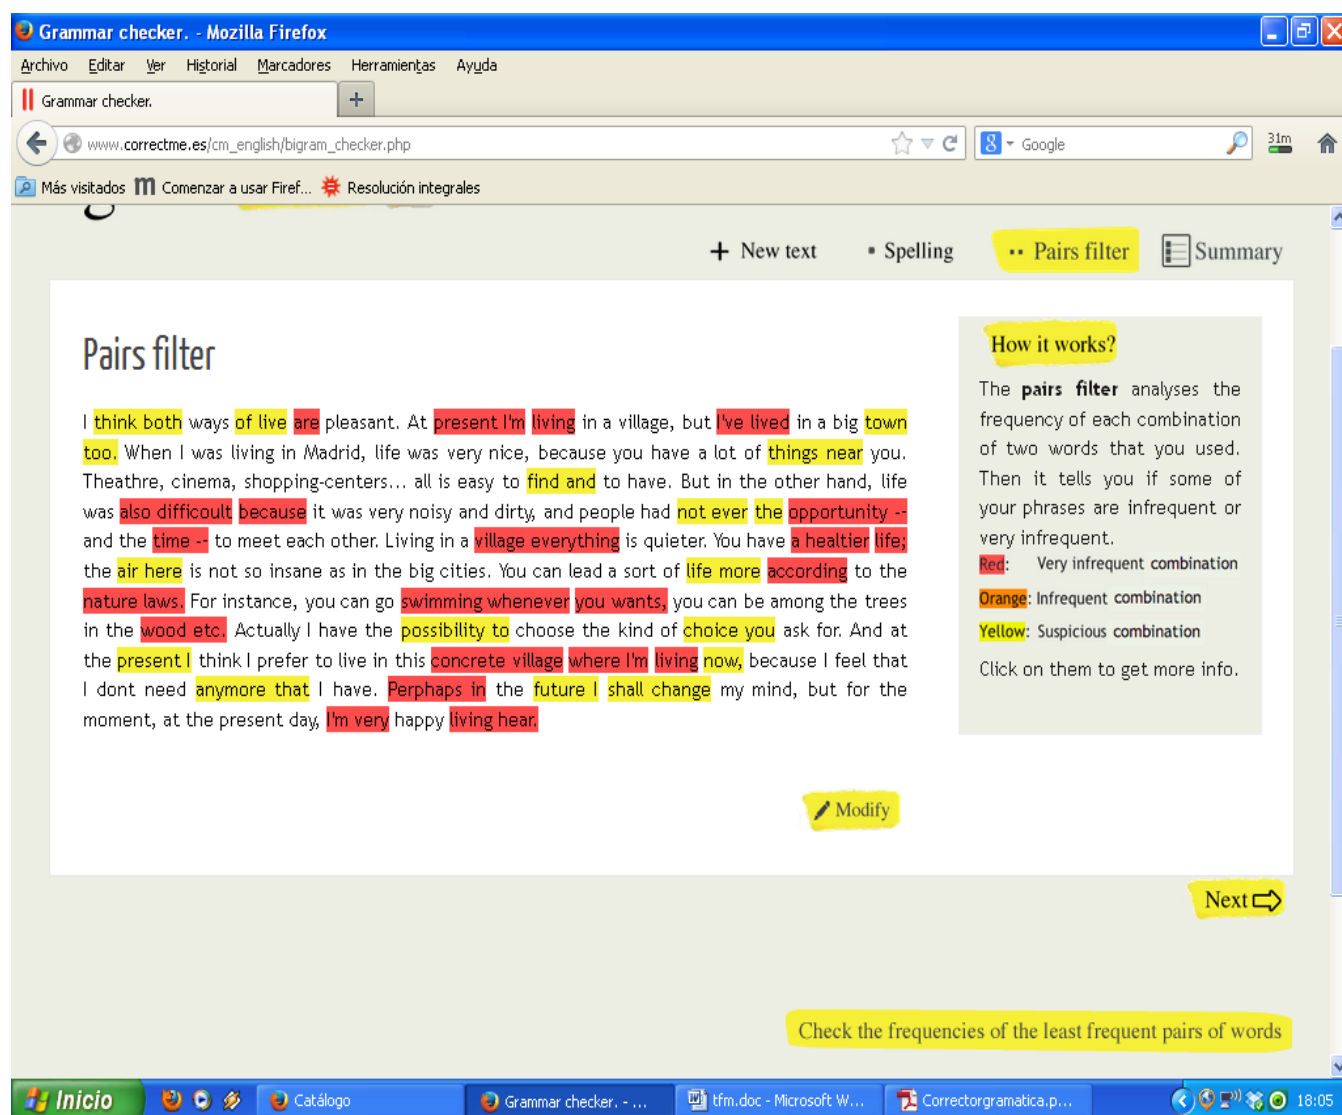 Grammar checker. - Mozilla Firefox
Archivo Editar Ver Historial Marcadores Herramientas Ayuda
Grammar checker. +
www.correctme.es/cm_english/bigram_checker.php 8 Google 31m
Más visitados Comenzar a usar Firef... Resolución integrales
+ New text Spelling Pairs filter Summary
Pairs filter
I think both ways of live are pleasant. At present I'm living in a village, but I've lived in a big town
too. When I was living in Madrid, life was very nice, because you have a lot of things near you.
Theathre, cinema, shopping-centers... all is easy to find and to have. But in the other hand, life
was also difficoult because it was very noisy and dirty, and people had not ever the opportunity --
and the time -- to meet each other. Living in a village everything is quieter. You have a healtier life;
the air here is not so insane as in the big cities. You can lead a sort of life more according to the
nature laws. For instance, you can go swimming whenever you wants, you can be among the trees
in the wood etc. Actually I have the possibility to choose the kind of choice you ask for. And at
the present I think I prefer to live in this concrete village where I'm living now, because I feel that
I dont need anymore that I have. Perphaps in the future I shall change my mind, but for the
moment, at the present day, I'm very happy living hear.
Modify
How it works?
The pairs filter analyses the
frequency of each combination
of two words that you used.
Then it tells you if some of
your phrases are infrequent or
very infrequent.
Red: Very infrequent combination
Orange: Infrequent combination
Yellow: Suspicious combination
Click on them to get more info.
Next
Check the frequencies of the least frequent pairs of words
Inicio Catálogo Grammar checker. - ... tfm.doc - Microsoft W... Correctorgramatica.p... 18:05